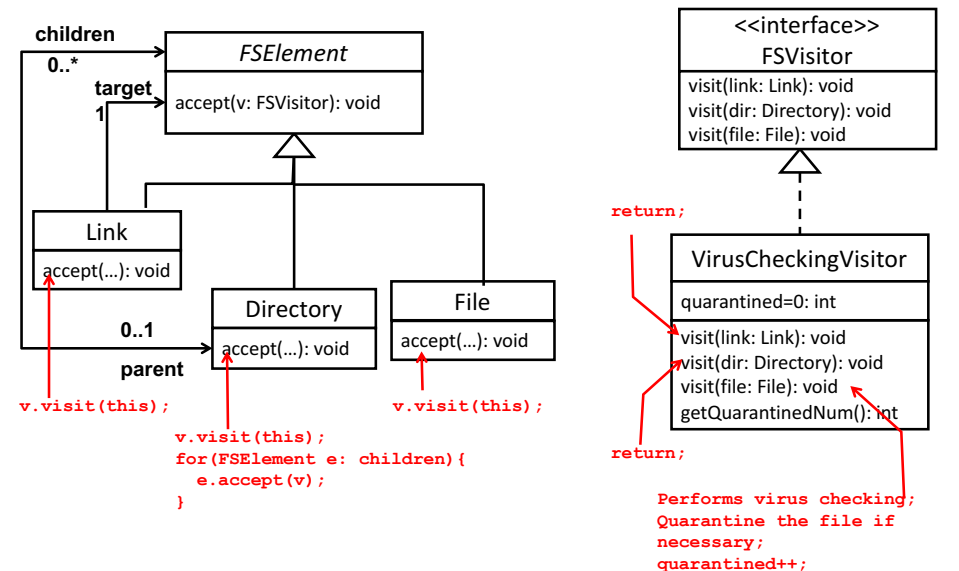 children
0..*
target
1
FSElement
accept(v: FSVisitor): void
Link
accept(...): void
Directory
accept(...): void
File
accept(...): void
0..1
parent
v.visit(this);
v.visit(this);
for(FSElement e: children){
e.accept(v);
}
v.visit(this);
<<interface>>
FSVisitor
visit(link: Link): void
visit(dir: Directory): void
visit(file: File): void
return;
VirusCheckingVisitor
quarantined=0: int
visit(link: Link): void
visit(dir: Directory): void
visit(file: File): void
getQuarantinedNum(): int
return;
Performs virus checking;
Quarantine the file if
necessary;
quarantined++;